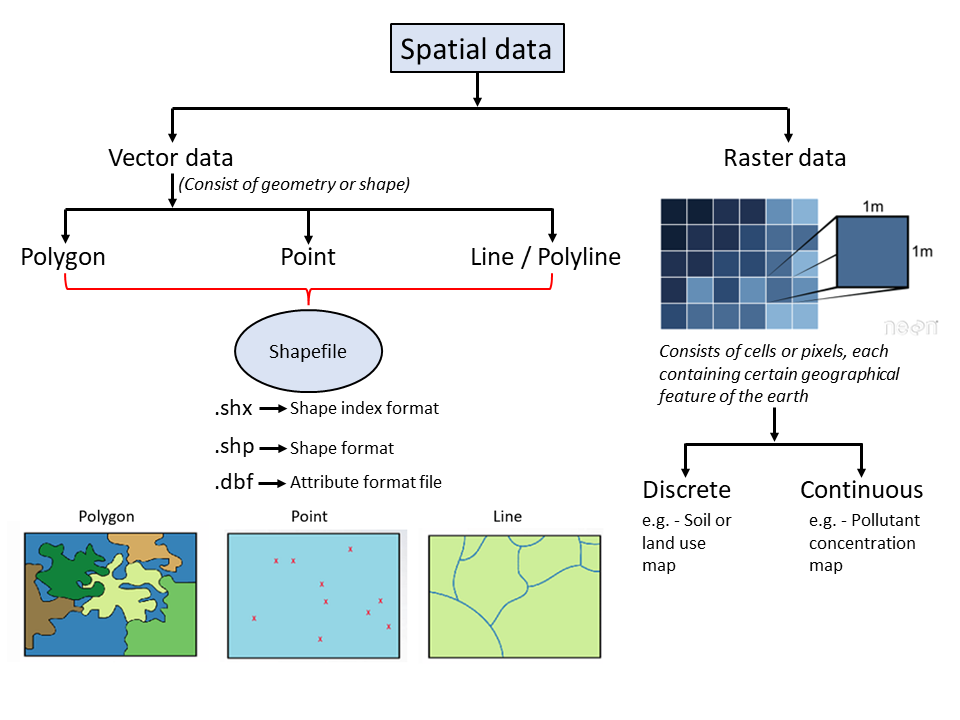 Spatial data
Vector data
(Consist of geometry or shape)
Polygon
Point
Line / Polyline
Shapefile
.shx
Shape index format
.shp
Shape format
.dbf
Attribute format file
Polygon
Point
Line
Raster data
1m
1m
Consists of cells or pixels, each
containing certain geographical
feature of the earth
Discrete
e.g. - Soil or
land use
map
Continuous
e.g. - Pollutant
concentration
map